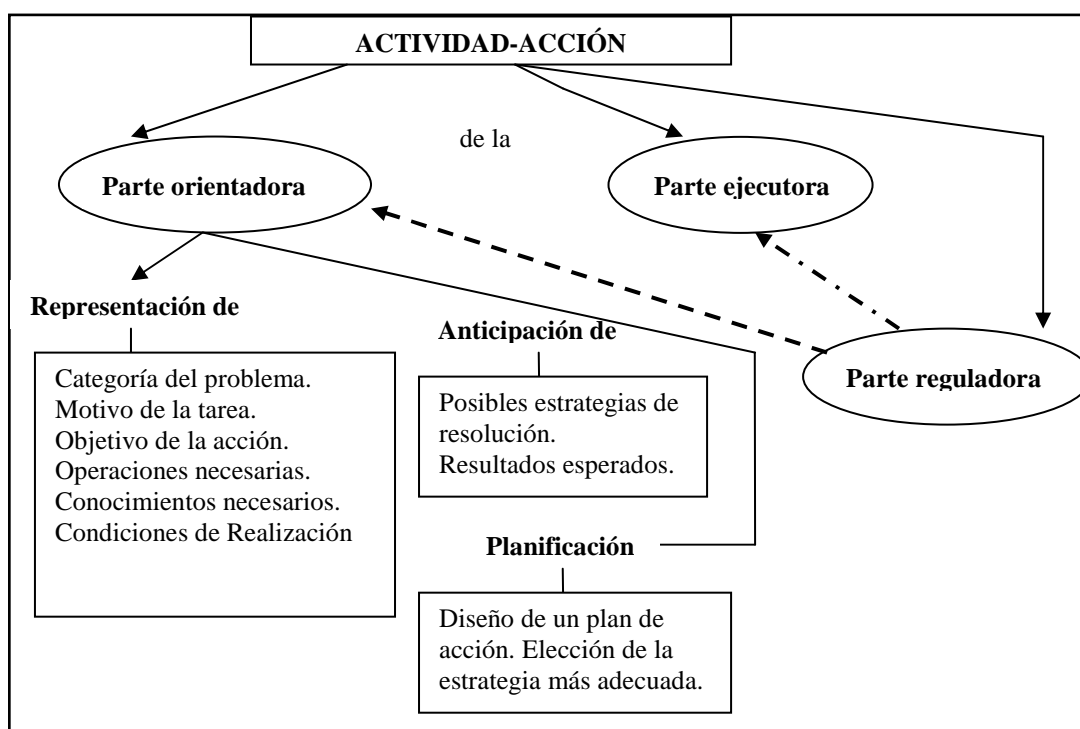 ACTIVIDAD-ACCIÓN
de la
Parte orientadora
Parte ejecutora
Representación de
Anticipación de
Parte reguladora
Categoría del problema.
Motivo de la tarea.
Objetivo de la acción.
Operaciones necesarias.
Conocimientos necesarios.
Condiciones de Realización
Posibles estrategias de
resolución.
Resultados esperados.
Planificación
Diseño de un plan de
acción. Elección de la
estrategia más adecuada.